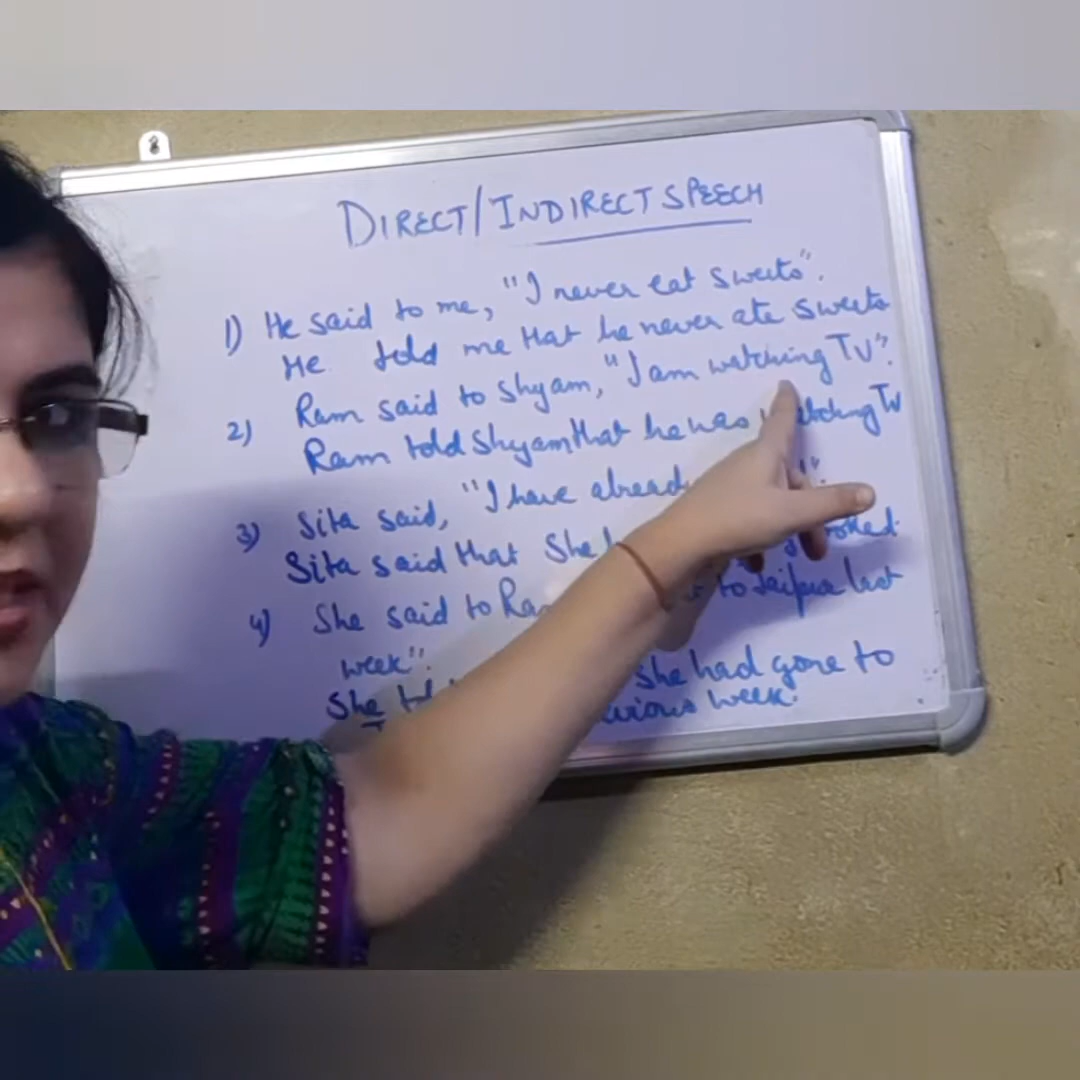 DIRECT/INDIRECT SPEECH
1) He said to me, "I never eat sweets".
He told me that he never ate sweets
2) Ram said to Shyam, "I am watching TV".
Ram told Shyam that he was watching TV
3) Sita said, "I have already
Sita said that She
4) She said to to Jaipur last
week".
She she had gone to
week.